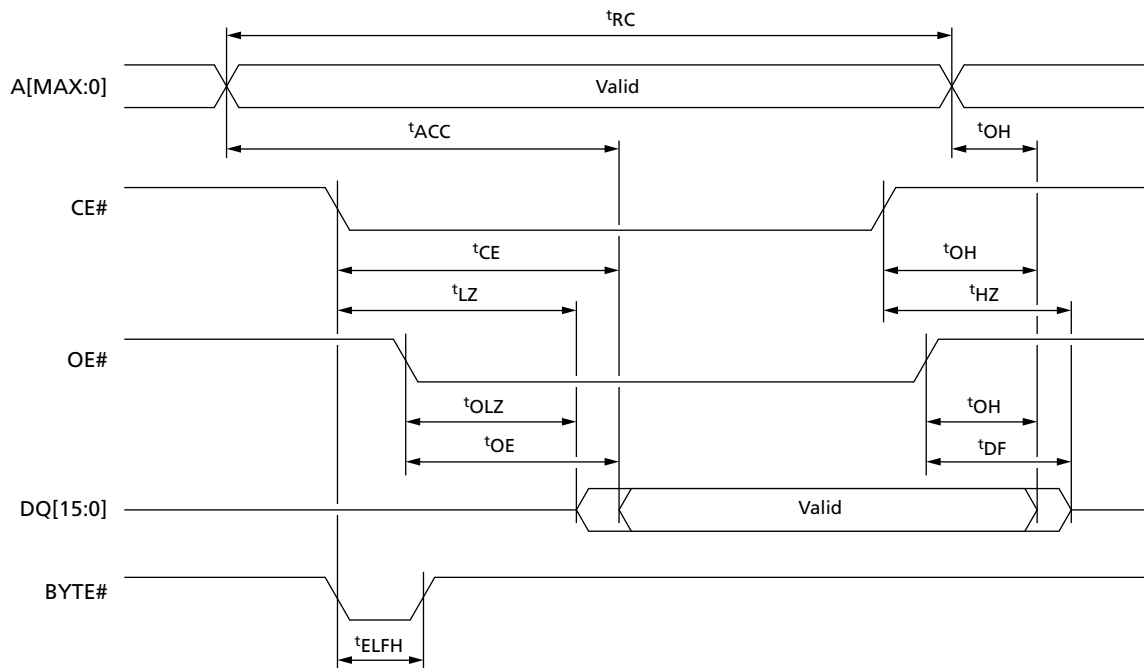 tRC
A[MAX:0]
Valid
tACC
tOH
CE#
tCE
tOH
tLZ
tHZ
OE#
tOLZ
tOH
tOE
tDF
DQ[15:0]
Valid
BYTE#
tELFH